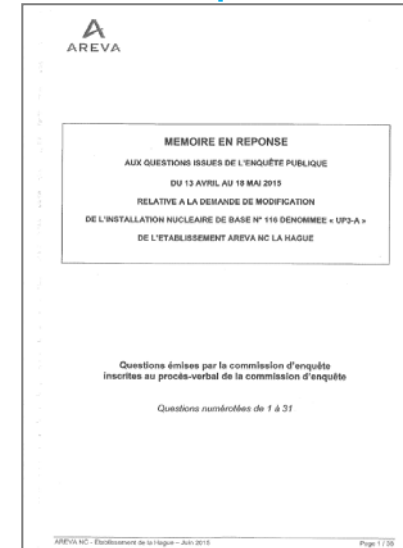 AREVA
MEMOIRE EN REPONSE
AUX QUESTIONS ISSUES DE L'ENQUÊTE PUBLIQUE
DU 13 AVRIL AU 18 MAI 2015
RELATIVE A LA DEMANDE DE MODIFICATION
DE L'INSTALLATION NUCLEAIRE DE BASE N° 116 DENOMMEE « UP3-A »
DE L'ETABLISSEMENT AREVA NC LA HAGUE
Questions émises par la commission d'enquête
inscrites au procès-verbal de la commission d'enquête
Questions numérotées de 1 à 31
AREVA NC - Etablissement de la Hague – Juin 2015
Page 1 / 38